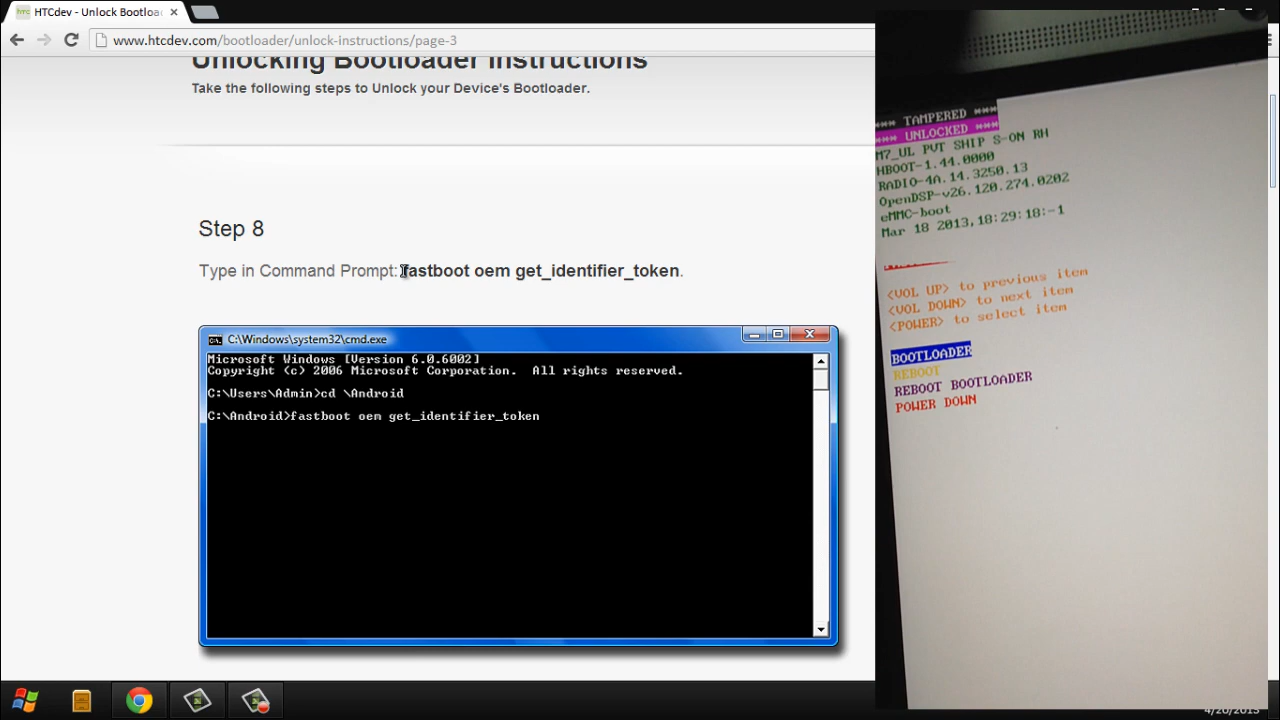 HTCdev - Unlock Bootloa
www.htcdev.com/bootloader/unlock-instructions/page-3
Unlocking Bootloader Instructions
Take the following steps to Unlock your Device's Bootloader.
Step 8
Type in Command Prompt: fastboot oem get_identifier_token.
C:\Windows\system32\cmd.exe
Microsoft Windows [Version 6.0.6002]
Copyright (c) 2006 Microsoft Corporation.  All rights reserved.
C:\Users\Admin>cd \Android
C:\Android>fastboot oem get_identifier_token
*** TAMPERED ***
*** UNLOCKED ***
M7_UL PVT SHIP S-ON RH
HBOOT-1.44.0000
RADIO-4A.14.3250.13
OpenDSP-v26.120.274.0202
eMMC-boot
Mar 18 2013,18:29:18:-1
<VOL UP> to previous item
<VOL DOWN> to next item
<POWER> to select item
BOOTLOADER
REBOOT
REBOOT BOOTLOADER
POWER DOWN
4/20/2013